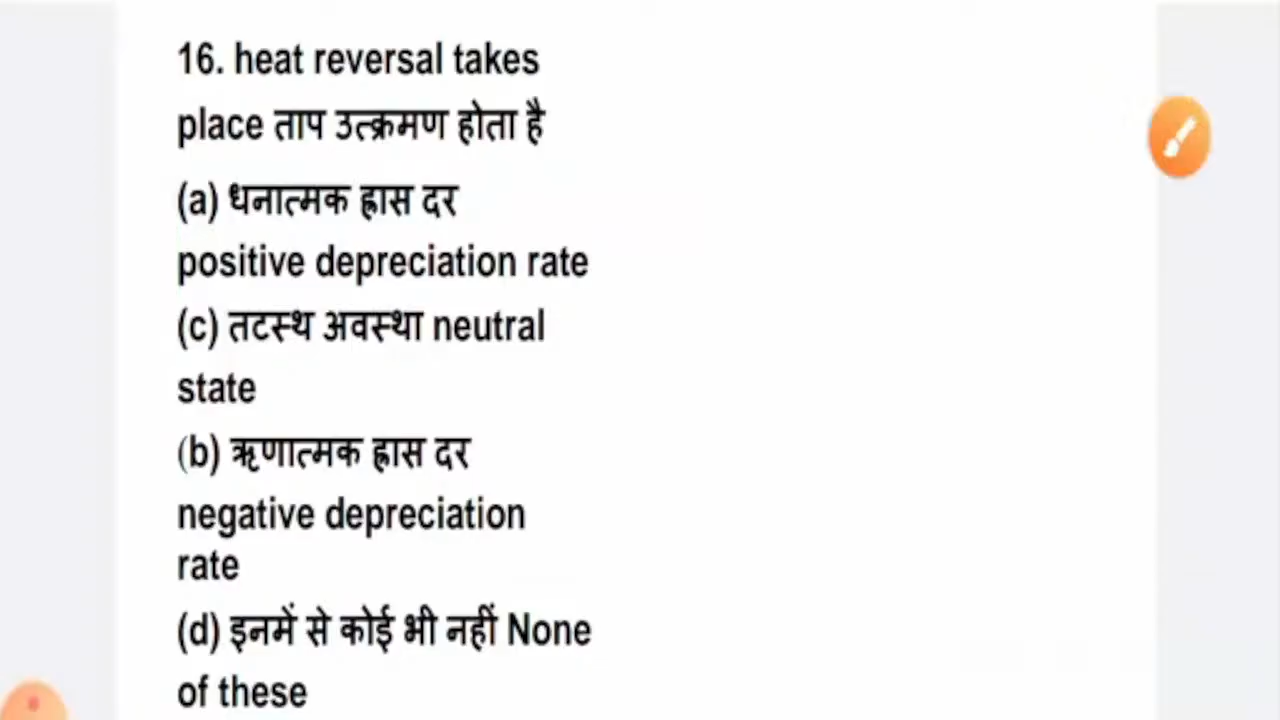 16. heat reversal takes
place ताप उत्क्रमण होता है
(a) धनात्मक ह्रास दर
positive depreciation rate
(c) तटस्थ अवस्था neutral
state
(b) ऋणात्मक ह्रास दर
negative depreciation
rate
(d) इनमें से कोई भी नहीं None
of these